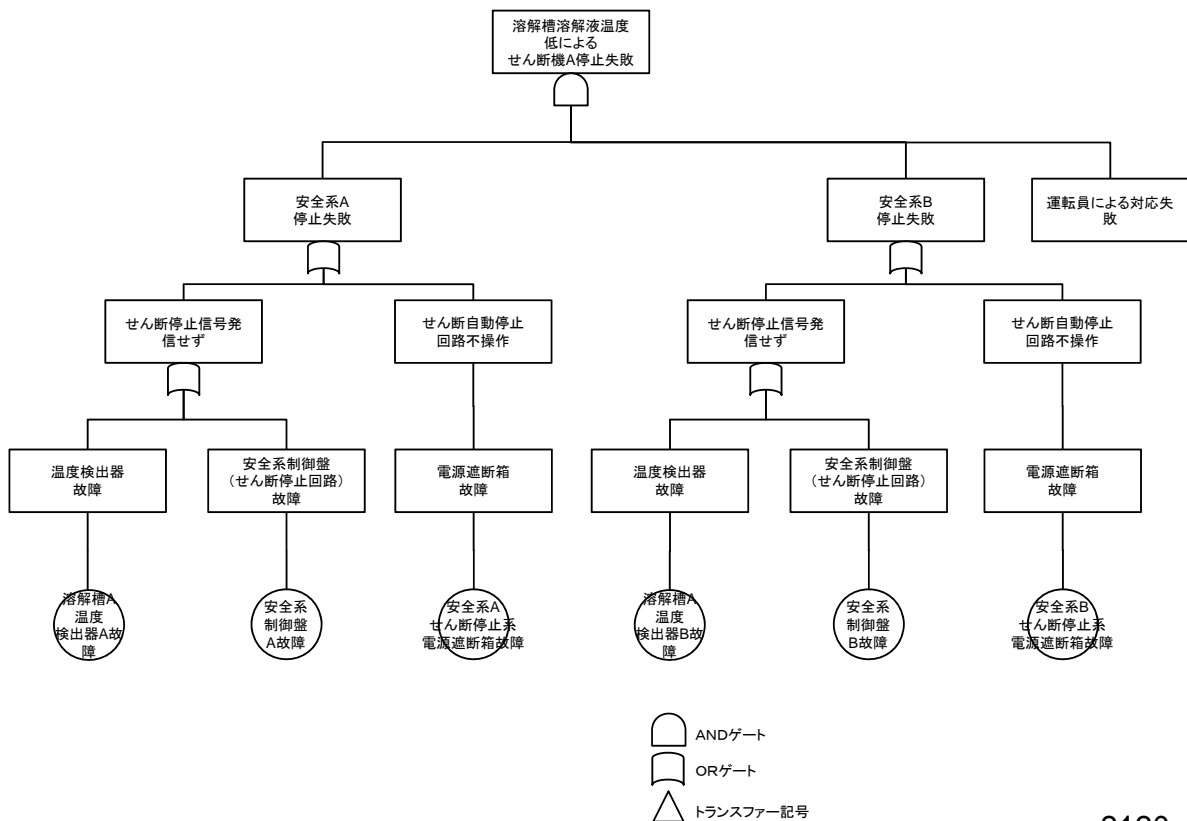 溶解槽溶解液温度
低による
せん断機A停止失敗
安全系A
停止失敗
安全系B
停止失敗
運転員による対応失
敗
せん断停止信号発
信せず
せん断自動停止
回路不操作
せん断停止信号発
信せず
せん断自動停止
回路不操作
温度検出器
故障
安全系制御盤
（せん断停止回路）
故障
電源遮断箱
故障
温度検出器
故障
安全系制御盤
（せん断停止回路）
故障
電源遮断箱
故障
溶解槽A
温度
検出器A故
障
安全系
制御盤
A故障
安全系A
せん断停止系
電源遮断箱故障
溶解槽A
温度
検出器B故
障
安全系
制御盤
B故障
安全系B
せん断停止系
電源遮断箱故障
ANDゲート
ORゲート
トランスファー記号